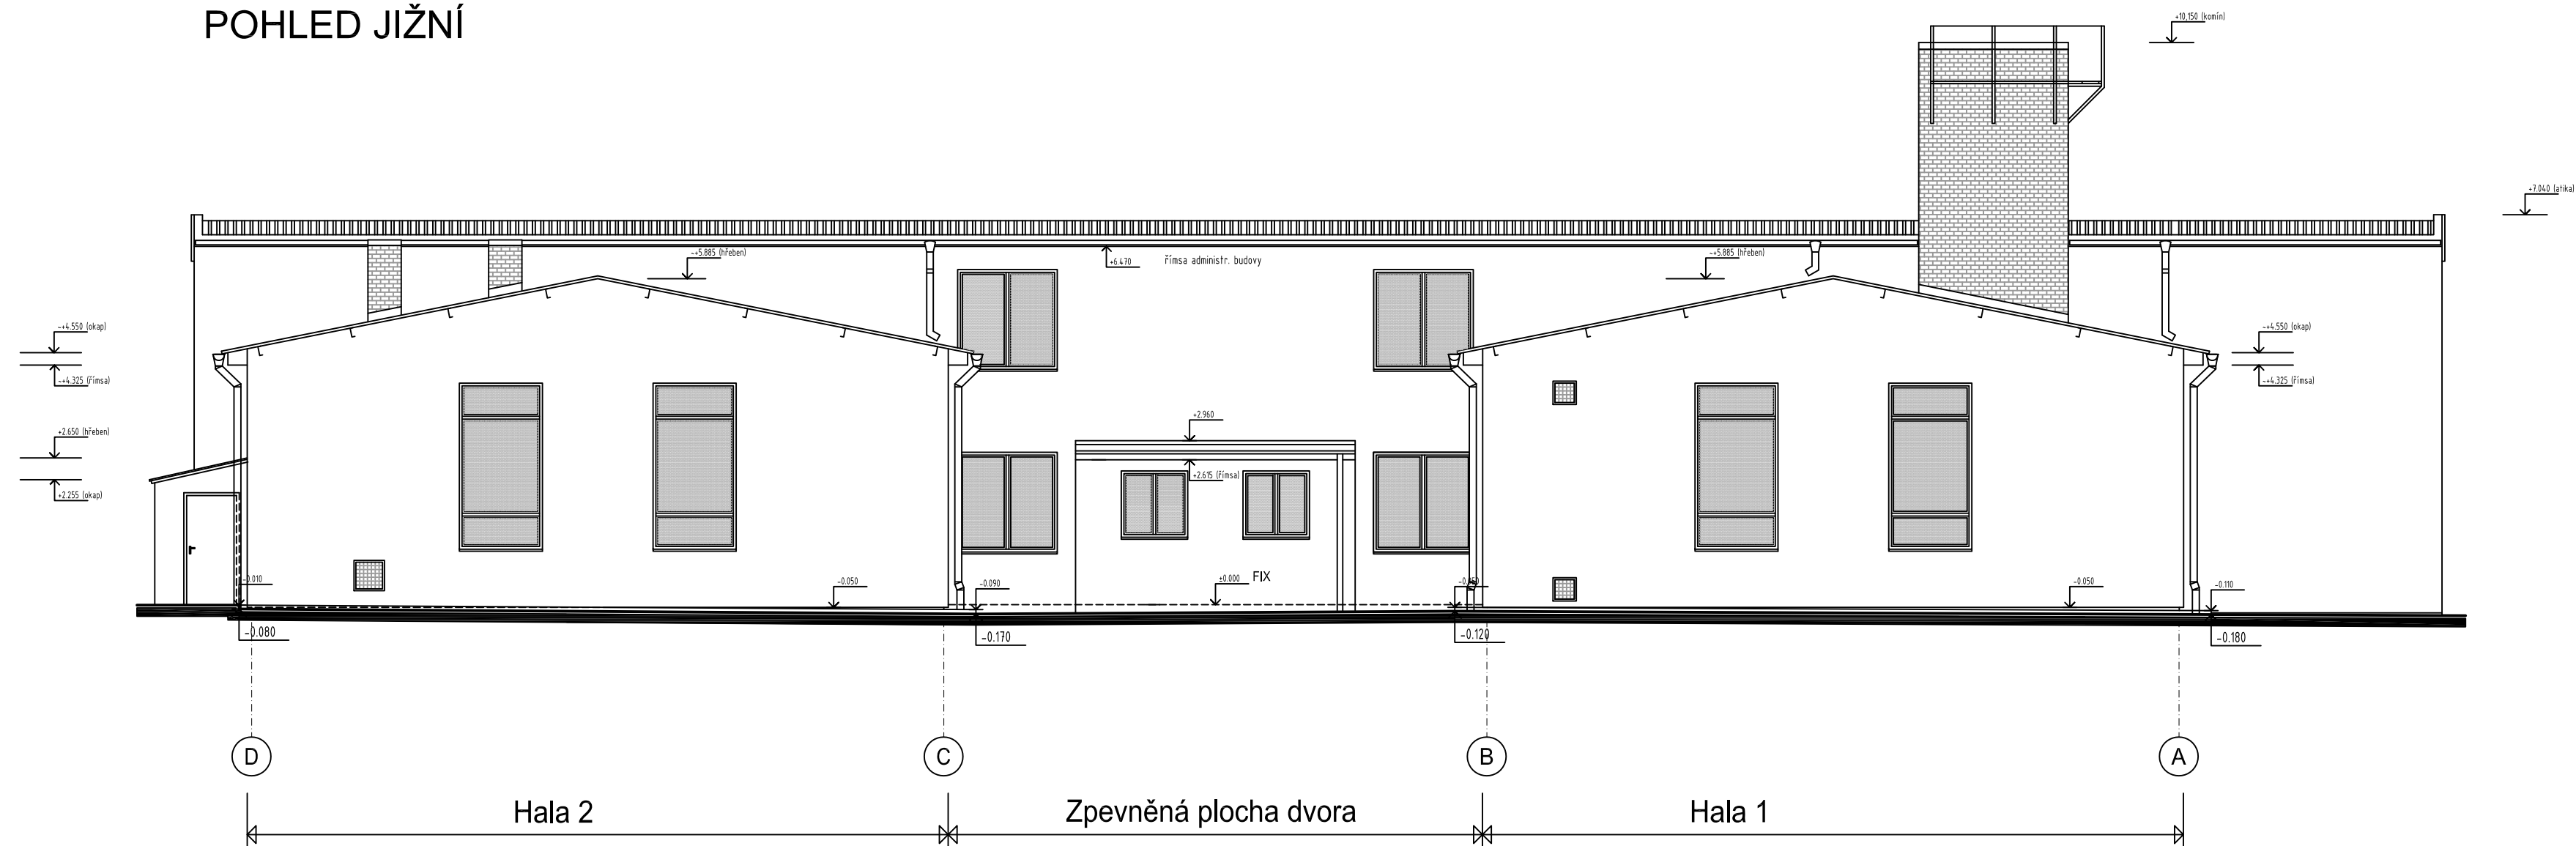 POHLED JIŽNÍ
+10,150 (komín)
+7.040 (atika)
~+5.885 (hřeben)
+6.470
římsa administr. budovy
~+5.885 (hřeben)
~+4.550 (okap)
~+4.325 (římsa)
~+4.550 (okap)
~+4.325 (římsa)
+2.960
+2.615 (římsa)
+2.650 (hřeben)
+2.255 (okap)
-0.010
-0.050
-0.090
±0.000
FIX
-0.050
-0.110
-0.080
-0.170
-0.120
-0.180
D
C
B
A
Hala 2
Zpevněná plocha dvora
Hala 1